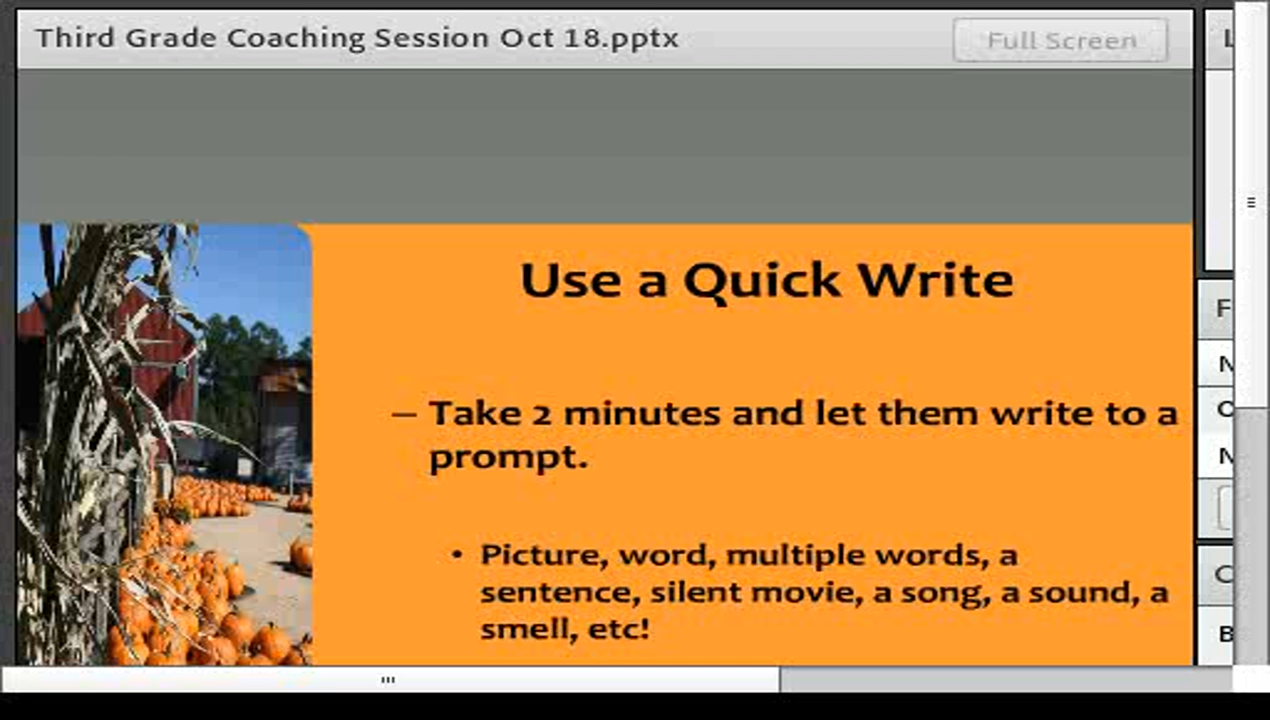 Third Grade Coaching Session Oct 18.pptx
Full Screen
Use a Quick Write
– Take 2 minutes and let them write to a
prompt.
• Picture, word, multiple words, a
sentence, silent movie, a song, a sound, a
smell, etc!